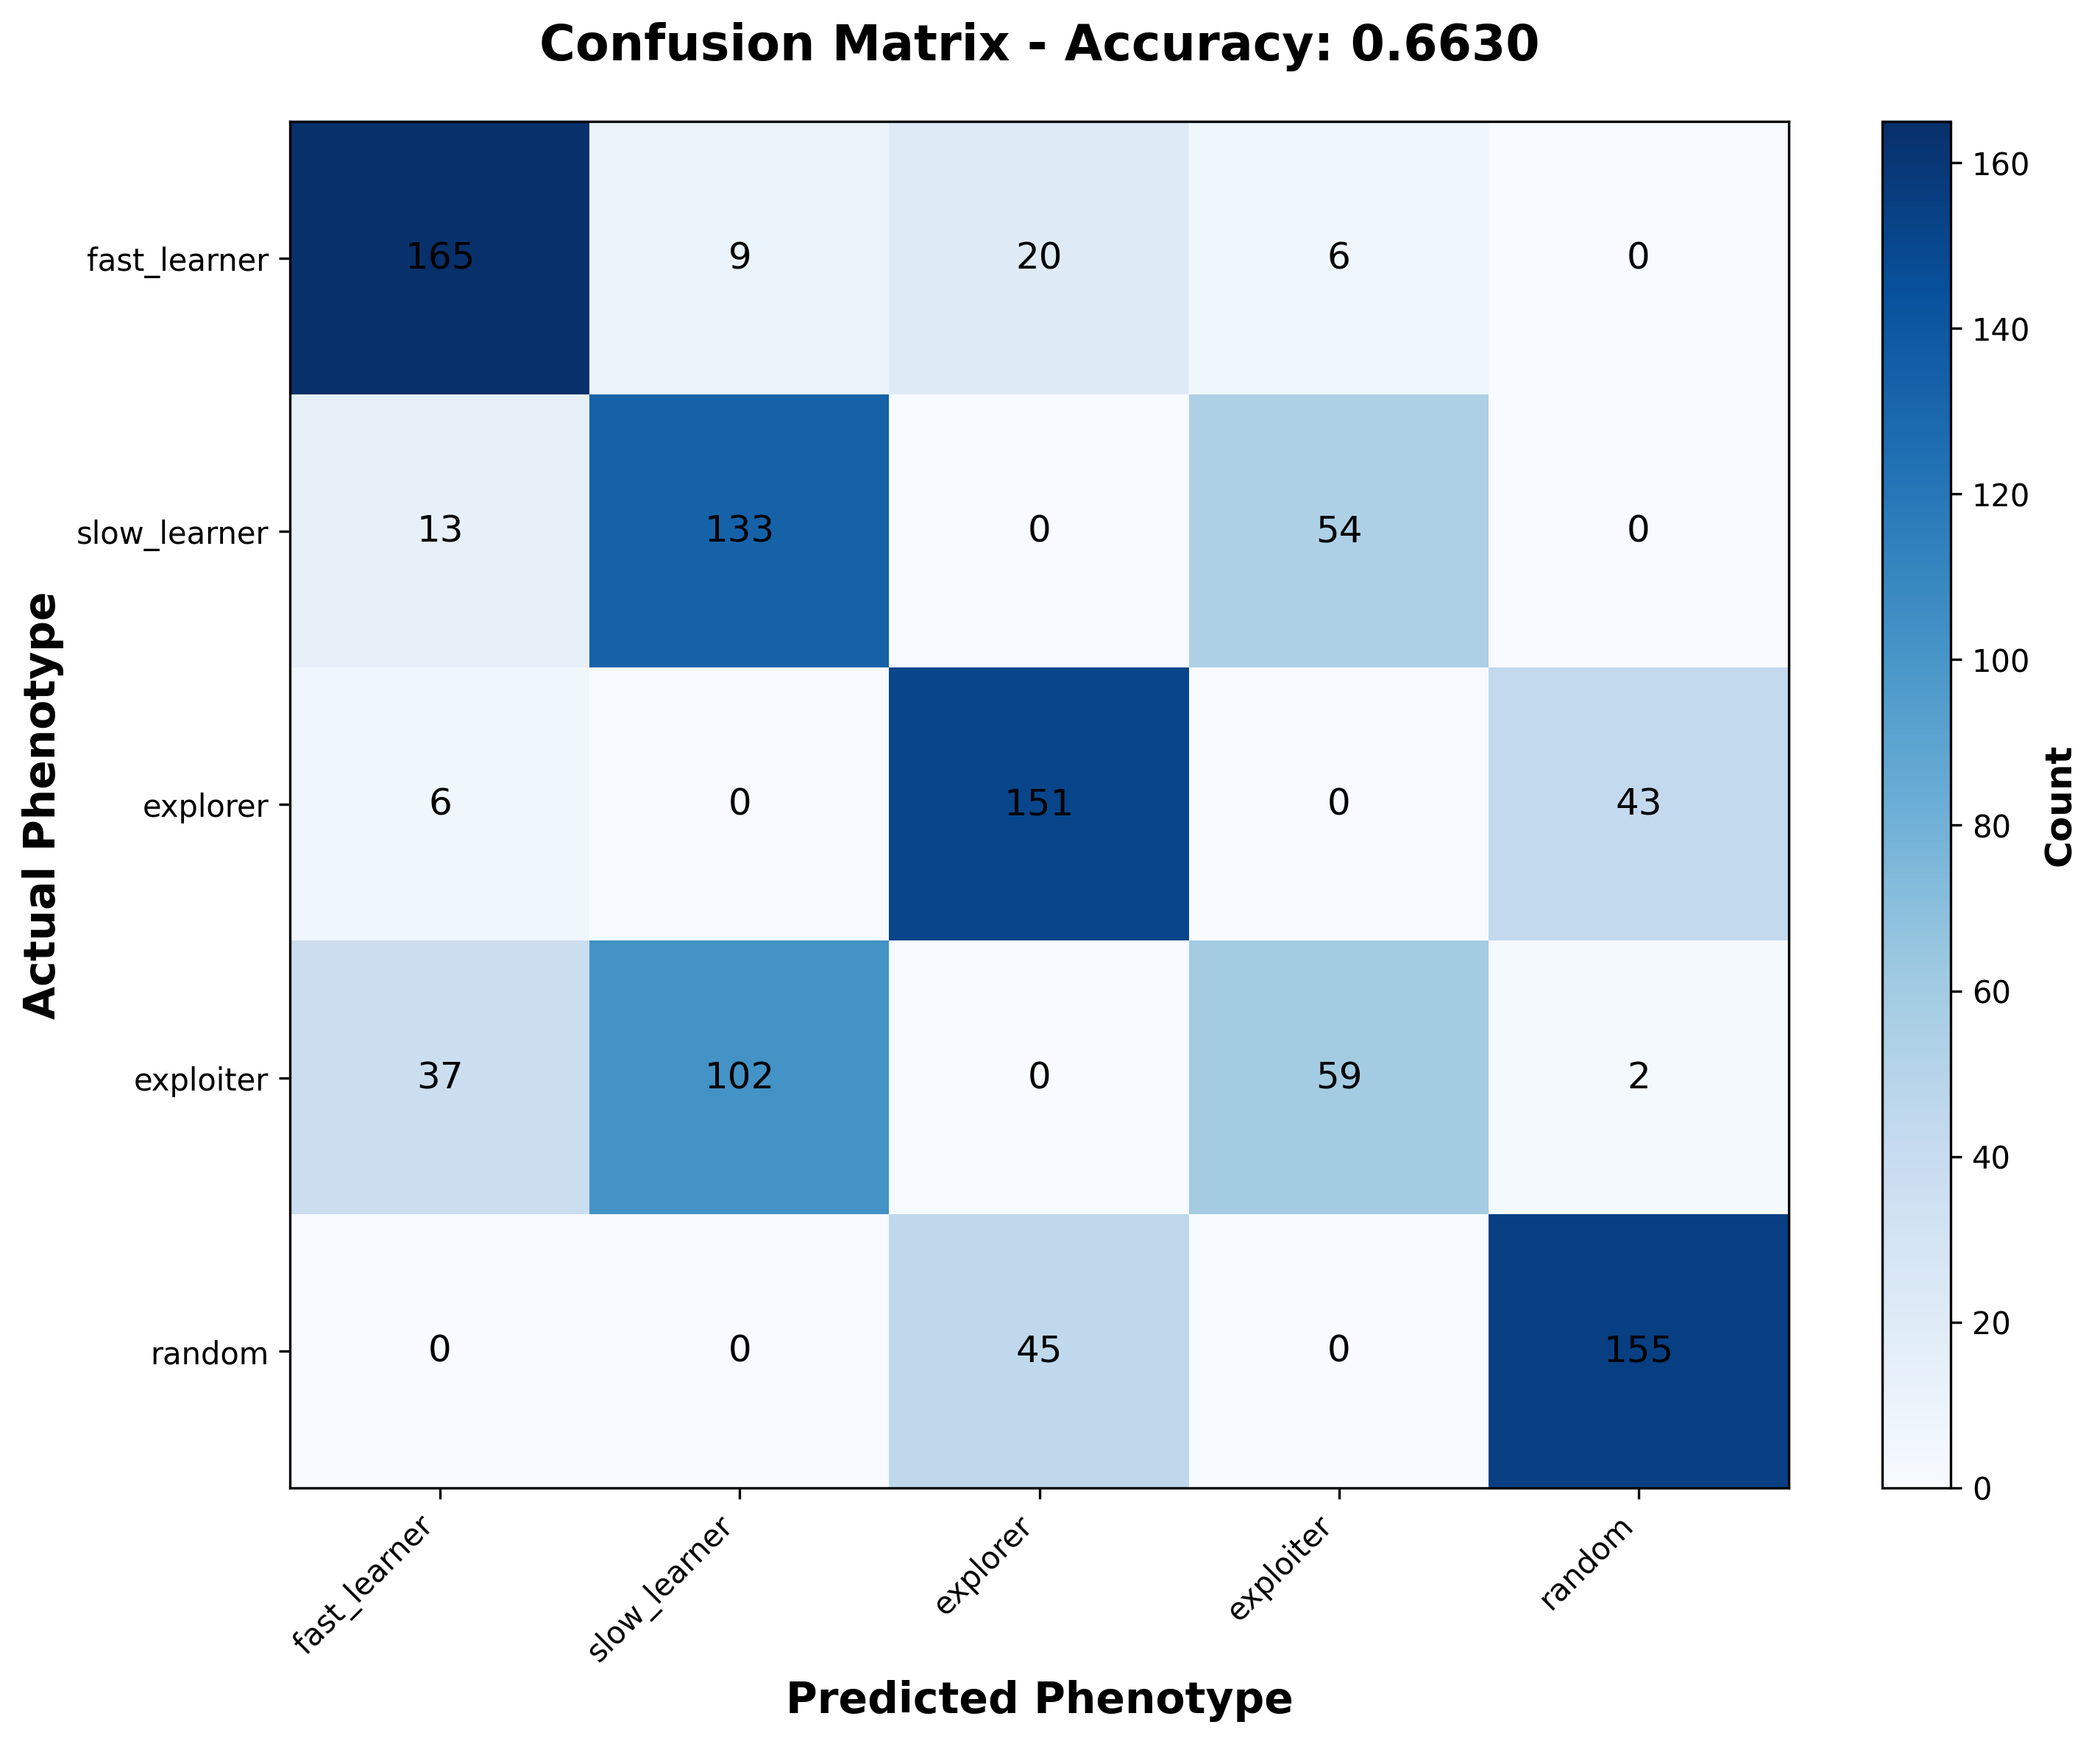 Confusion Matrix - Accuracy: 0.6630
Actual Phenotype
fast_learner 165 9 20 6 0
slow_learner 13 133 0 54 0
explorer 6 0 151 0 43
exploiter 37 102 0 59 2
random 0 0 45 0 155
fast_learner
slow_learner
explorer
exploiter
random
Predicted Phenotype
160
140
120
100
80
60
40
20
0
Count